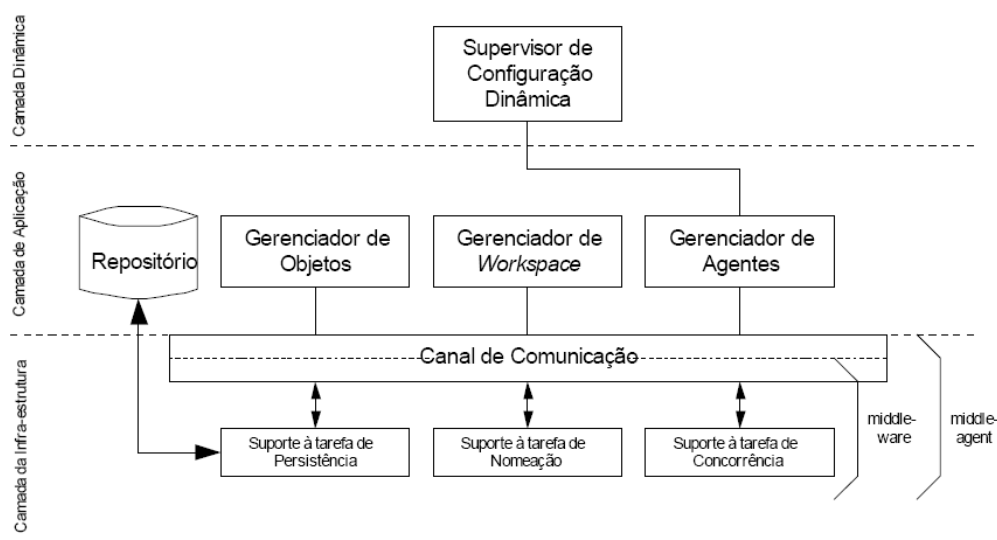 Camada Dinâmica
Supervisor de
Configuração
Dinâmica
Camada de Aplicação
Repositório
Gerenciador de
Objetos
Gerenciador de
Workspace
Gerenciador de
Agentes
Camada da Infra-estrutura
Canal de Comunicação
Suporte à tarefa de
Persistência
Suporte à tarefa de
Nomeação
Suporte à tarefa de
Concorrência
middle-
ware
middle-
agent